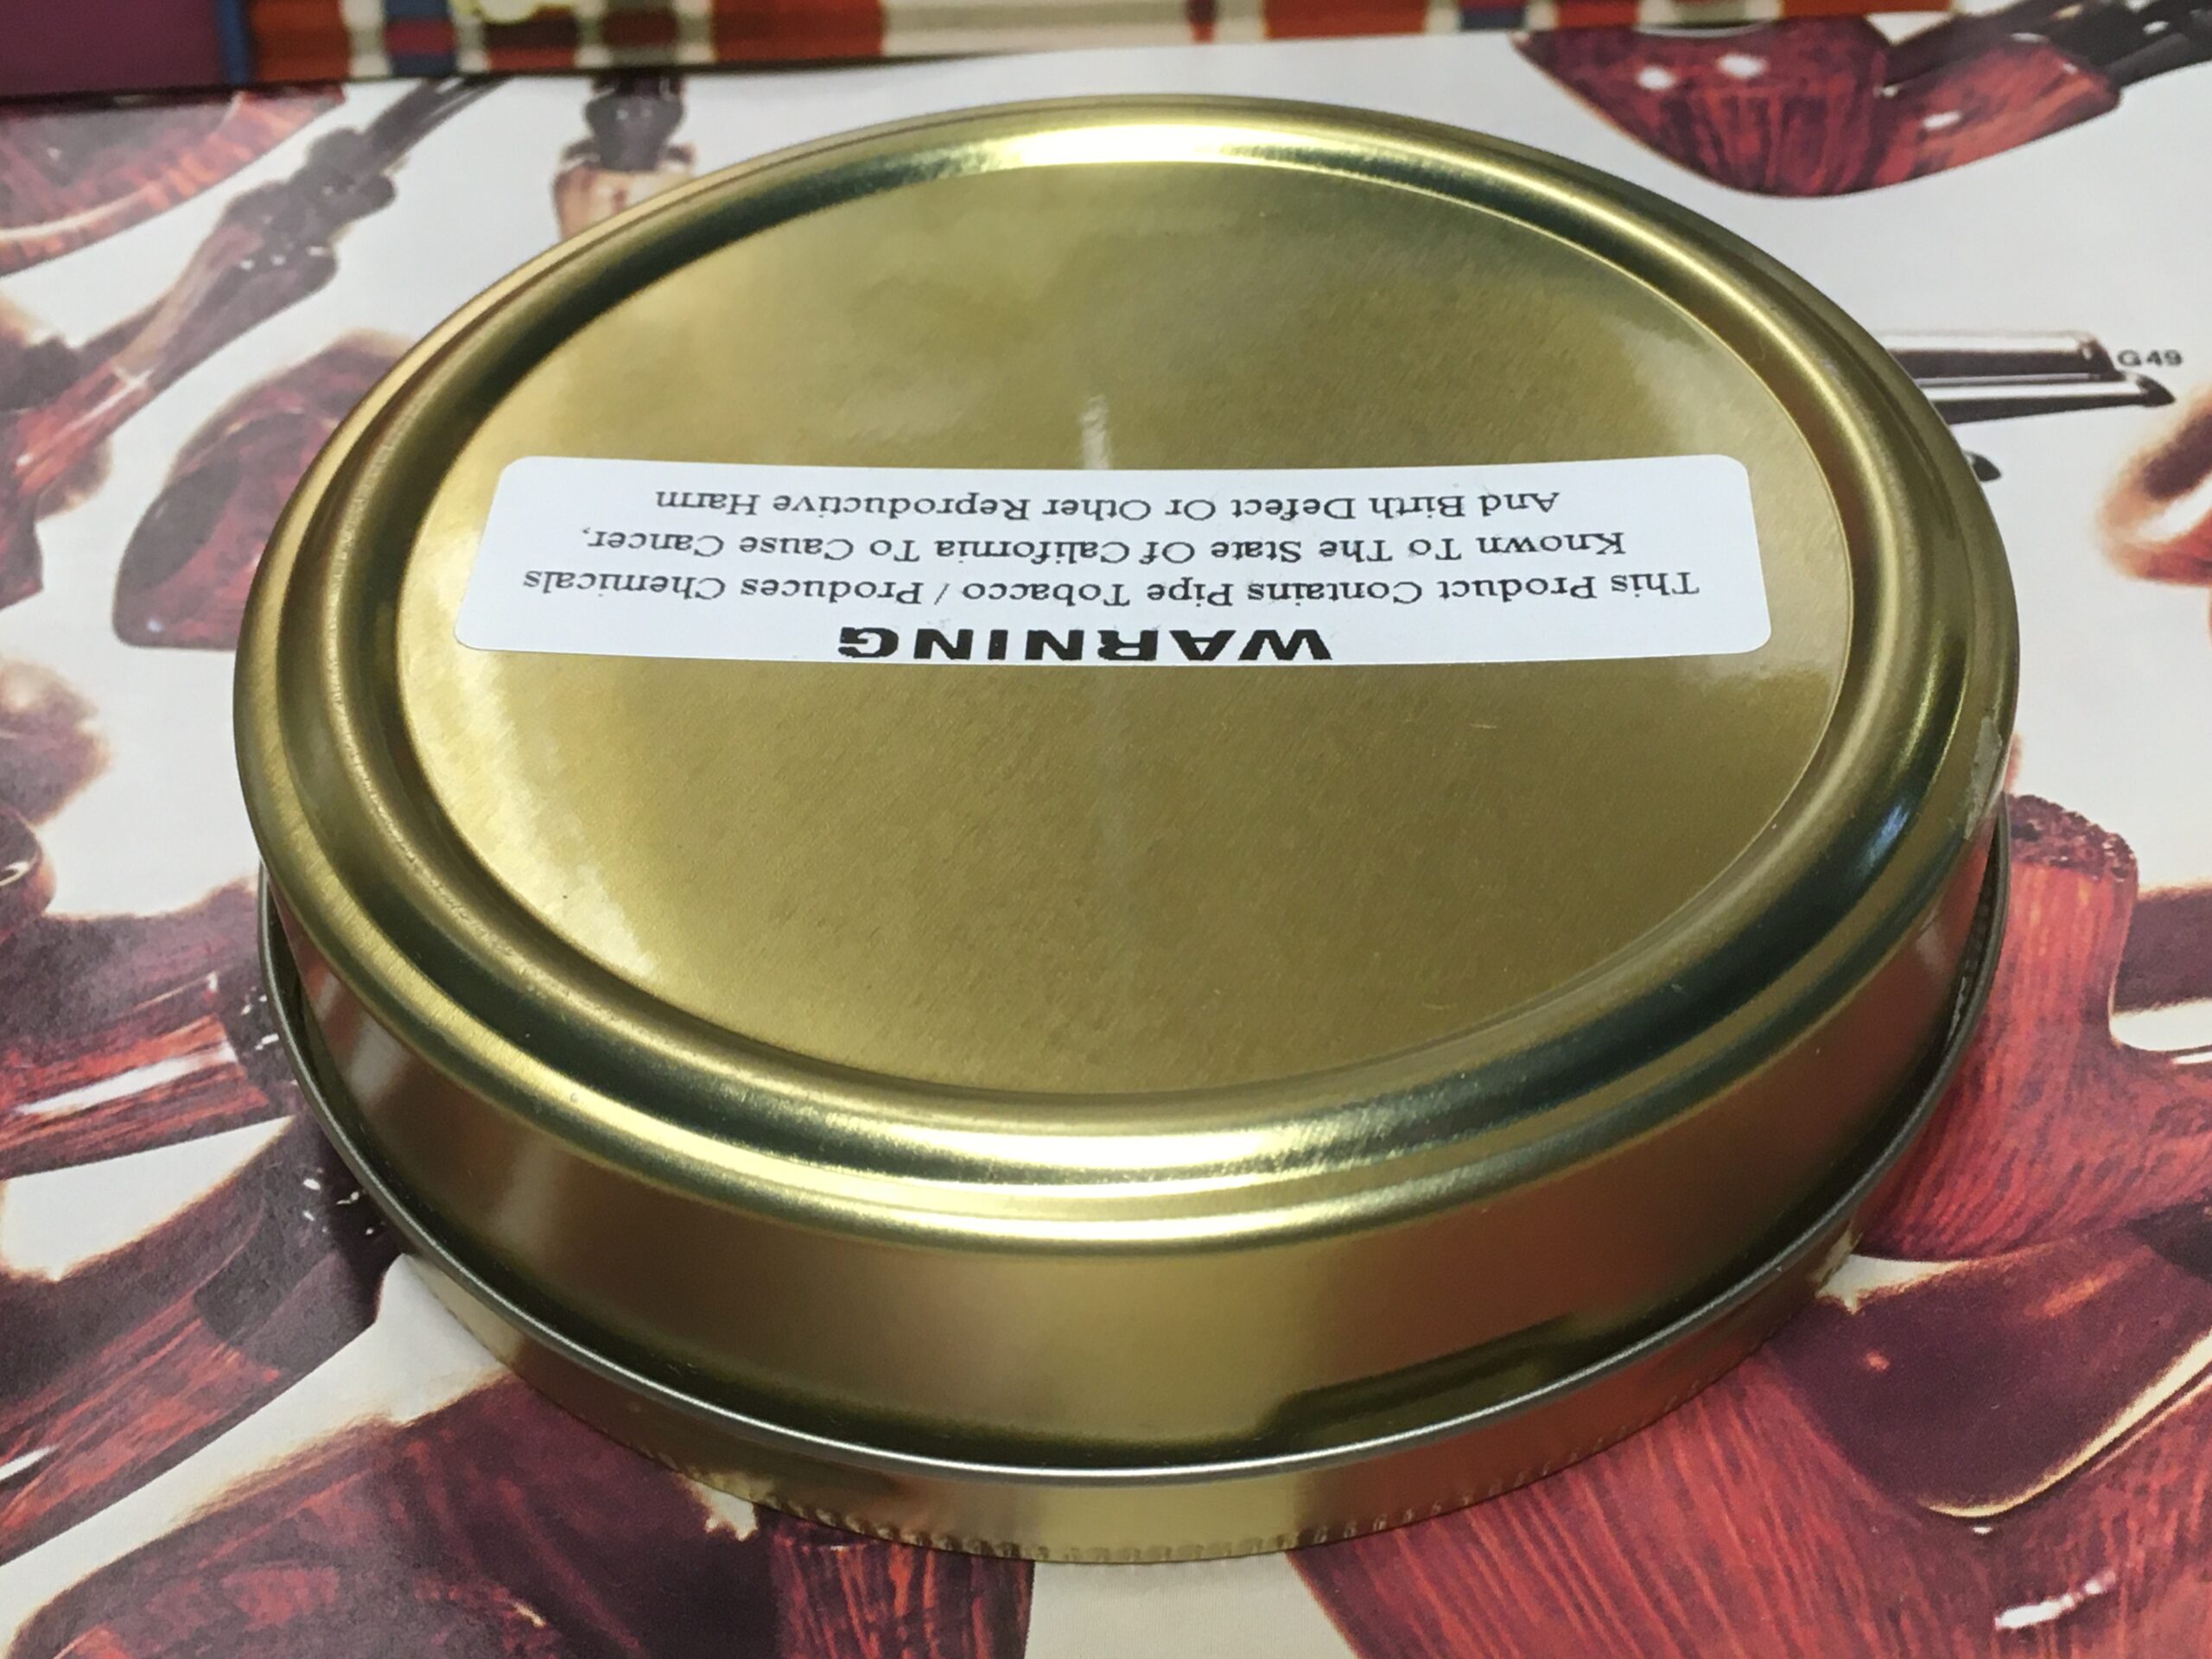 WARNING
This Product Contains Pipe Tobacco / Produces Chemicals
Known To The State Of California To Cause Cancer,
And Birth Defect Or Other Reproductive Harm
G49